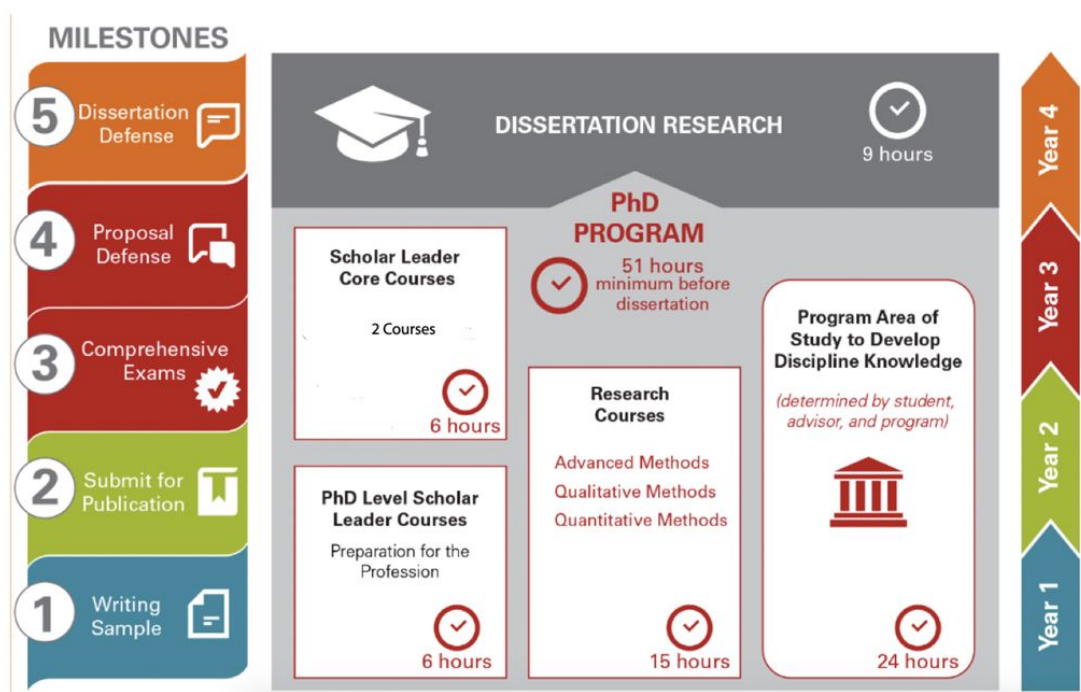 MILESTONES
5
Dissertation
Defense
4
Proposal
Defense
3
Comprehensive
Exams
2
Submit for
Publication
1
Writing
Sample
DISSERTATION RESEARCH
9 hours
PhD
PROGRAM
51 hours
minimum before
dissertation
Scholar Leader
Core Courses
2 Courses
6 hours
PhD Level Scholar
Leader Courses
Preparation for the
Profession
6 hours
Research
Courses
Advanced Methods
Qualitative Methods
Quantitative Methods
15 hours
Program Area of
Study to Develop
Discipline Knowledge
(determined by student,
advisor, and program)
24 hours
Year 4
Year 3
Year 2
Year 1